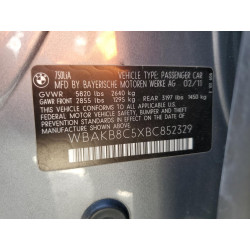 750LiA
VEHICLE TYPE: PASSENGER CAR
MFD BY BAYERISCHE MOTOREN WERKE AG 02/11
GVWR 5820 lbs 2640 kg
GAWR FRONT 2855 lbs 1295 kg REAR 3197 lbs 1450 kg
THIS VEHICLE CONFORMS TO ALL APPLICABLE
FEDERAL MOTOR VEHICLE SAFETY, BUMPER,
AND THEFT PREVENTION STANDARDS IN EFFECT
ON THE DATE OF MANUFACTURE SHOWN ABOVE.
WBAKB8C5XBC852329